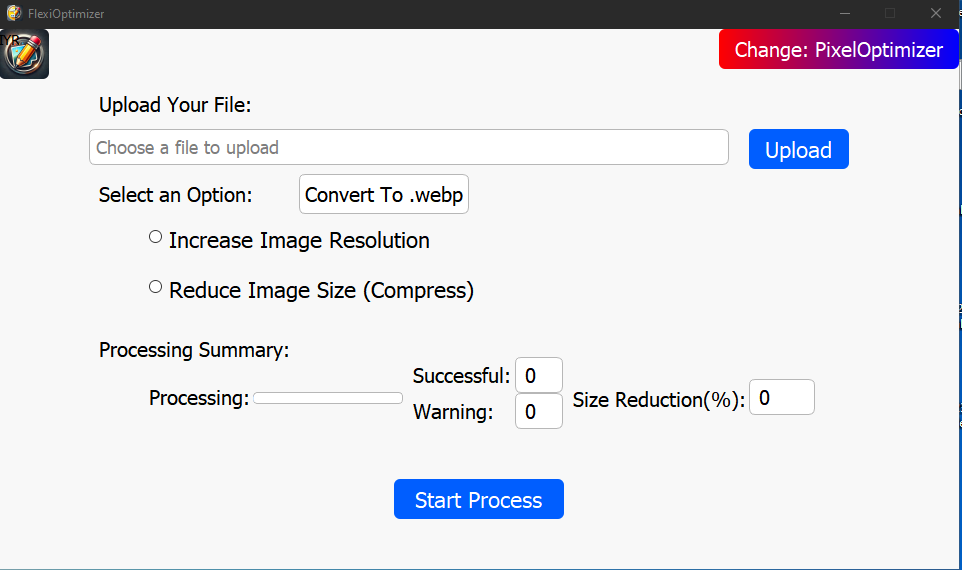 FlexiOptimizer
Change: PixelOptimizer
Upload Your File:
Choose a file to upload
Upload
Select an Option:
Convert To .webp
Increase Image Resolution
Reduce Image Size (Compress)
Processing Summary:
Successful: 0
Processing:
Size Reduction(%): 0
Warning: 0
Start Process